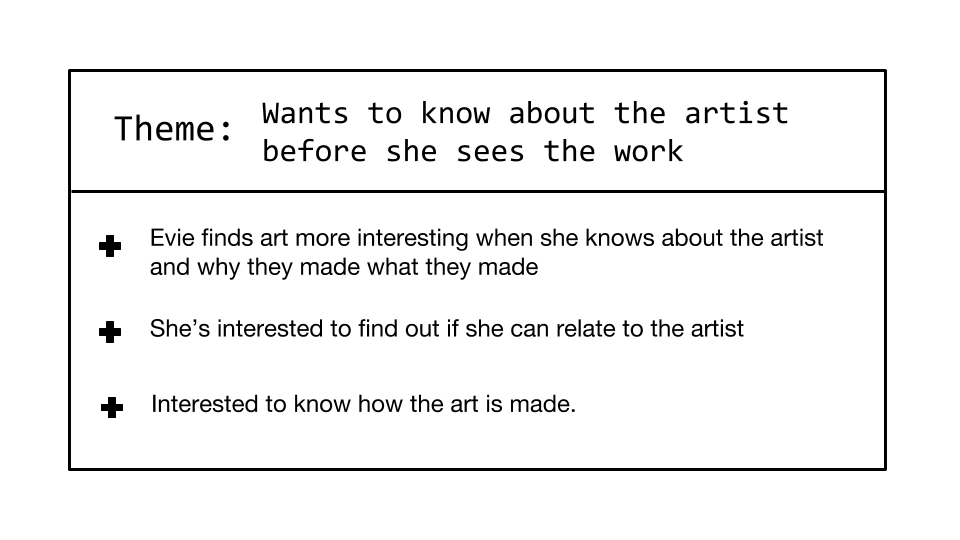 Theme:
Wants to know about the artist
before she sees the work
Evie finds art more interesting when she knows about the artist
and why they made what they made
She’s interested to find out if she can relate to the artist
Interested to know how the art is made.